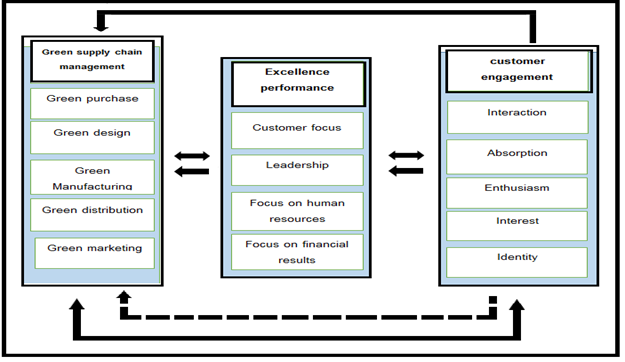 Green supply chain
management
Green purchase
Green design
Green
Manufacturing
Green distribution
Green marketing
Excellence
performance
Customer focus
Leadership
Focus on human
resources
Focus on financial
results
customer
engagement
Interaction
Absorption
Enthusiasm
Interest
Identity